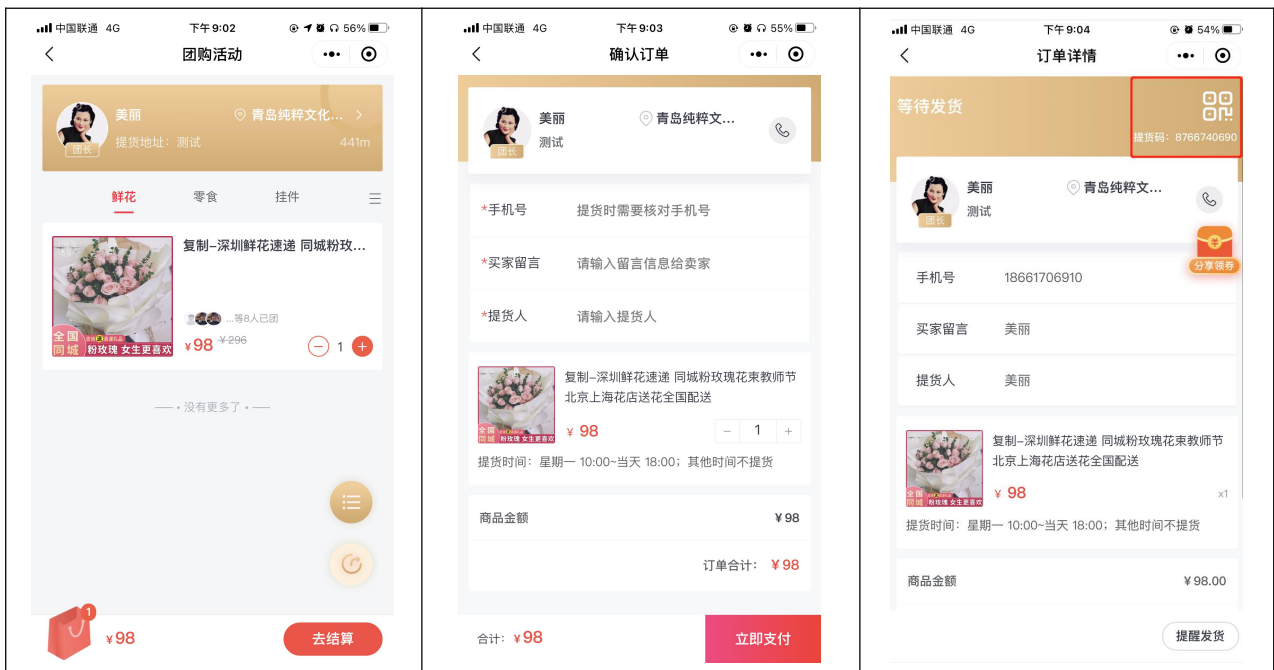 中国联通 4G
下午 9:02
56%
团购活动
美丽
青岛纯粹文化...
团长
提货地址：测试
441m
鲜花
零食
挂件
复制-深圳鲜花速递 同城粉玫...
...等8人已团
全国
同城
粉玫瑰 女生更喜欢
¥98
¥296
1
没有更多了
1
¥98
去结算
中国联通 4G
下午 9:03
55%
确认订单
美丽
青岛纯粹文...
团长
测试
*手机号
提货时需要核对手机号
*买家留言
请输入留言信息给卖家
*提货人
请输入提货人
复制-深圳鲜花速递 同城粉玫瑰花束教师节
北京上海花店送花全国配送
全国
同城
粉玫瑰 女生更喜欢
¥ 98
- 1 +
提货时间：星期一 10:00~当天 18:00；其他时间不提货
商品金额
¥98
订单合计： ¥98
合计：¥98
立即支付
中国联通 4G
下午 9:04
54%
订单详情
等待发货
提货码：8766740690
美丽
青岛纯粹文...
团长
测试
分享领券
手机号
18661706910
买家留言
美丽
提货人
美丽
复制-深圳鲜花速递 同城粉玫瑰花束教师节
北京上海花店送花全国配送
全国
同城
粉玫瑰 女生更喜欢
¥ 98
x1
提货时间：星期一 10:00~当天 18:00；其他时间不提货
商品金额
¥98.00
提醒发货